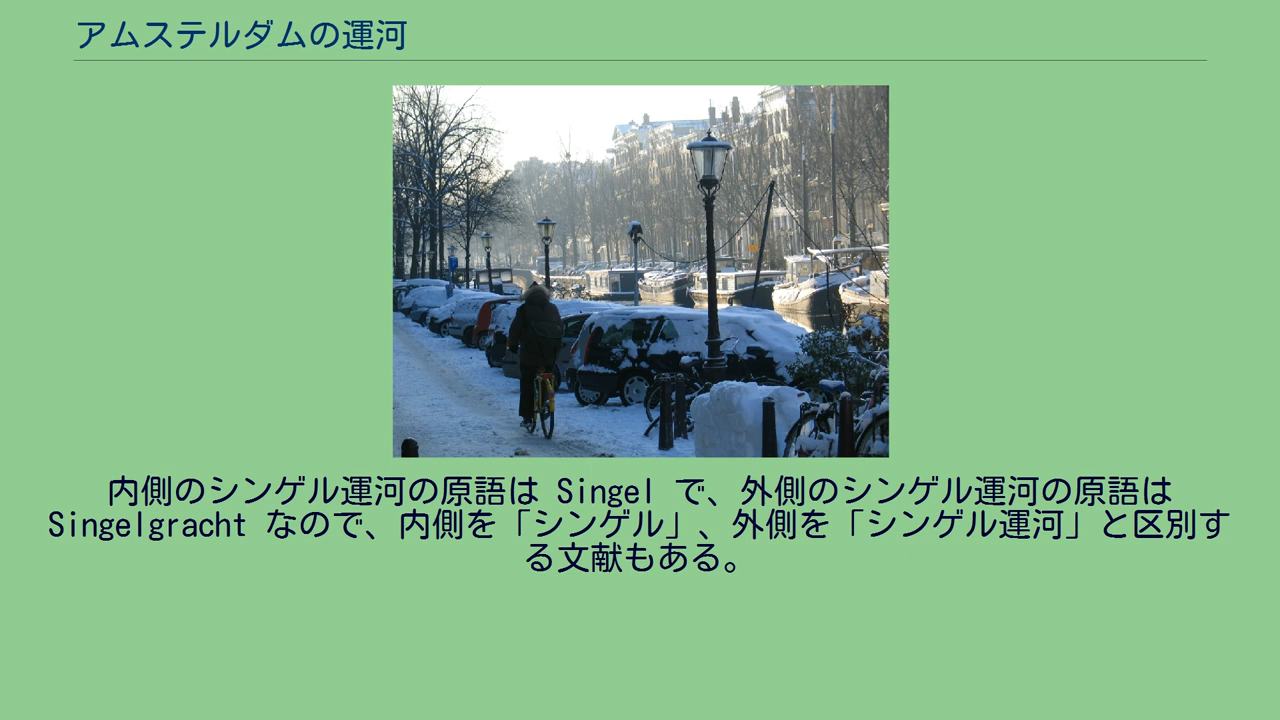 アムステルダムの運河
内側のシンゲル運河の原語は Singel で、外側のシンゲル運河の原語は
Singelgracht なので、内側を「シンゲル」、外側を「シンゲル運河」と区別す
る文献もある。